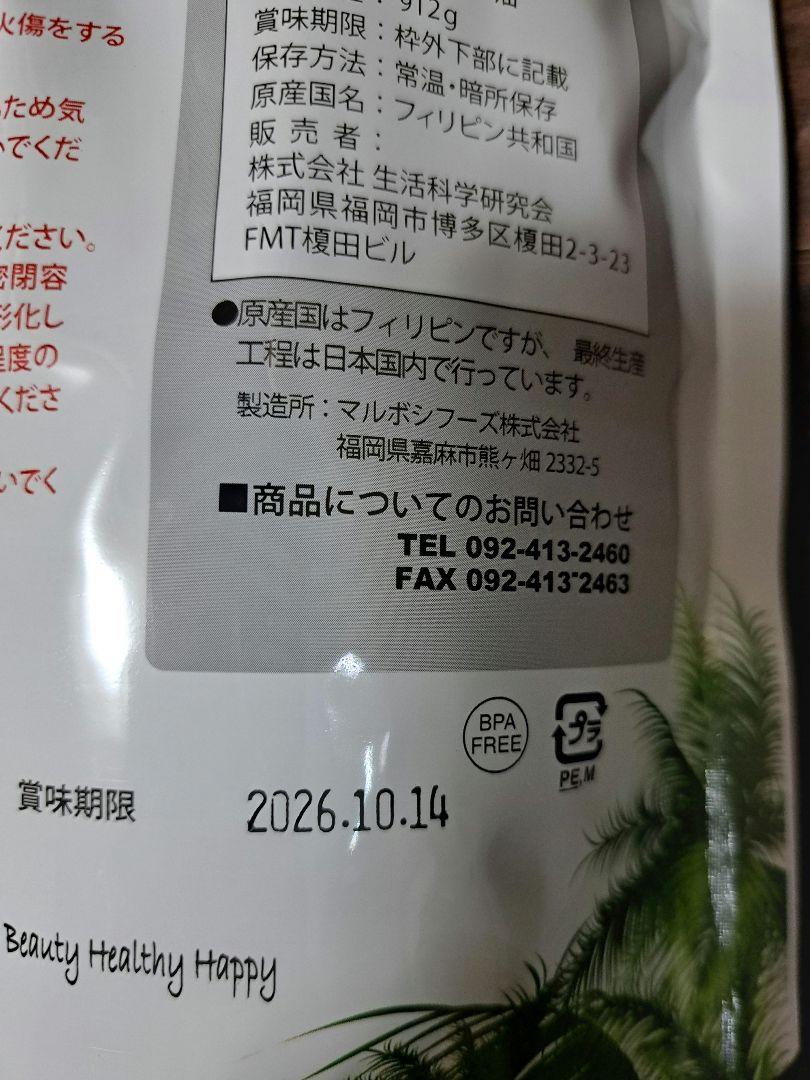 火傷をする
ため気
いでくだ
ください。
密閉容
形化し
程度の
くださ
いでく
: 912g
賞味期限：枠外下部に記載
保存方法：常温・暗所保存
原産国名：フィリピン共和国
販売者：
株式会社 生活科学研究会
福岡県福岡市博多区榎田2-3-23
FMT榎田ビル
●原産国はフィリピンですが、最終生産
工程は日本国内で行っています。
製造所：マルボシフーズ株式会社
福岡県嘉麻市熊ヶ畑 2332-5
■商品についてのお問い合わせ
TEL 092-413-2460
FAX 092-413-2463
BPA
FREE
プラ
PE,M
賞味期限 2026.10.14
Beauty Healthy Happy